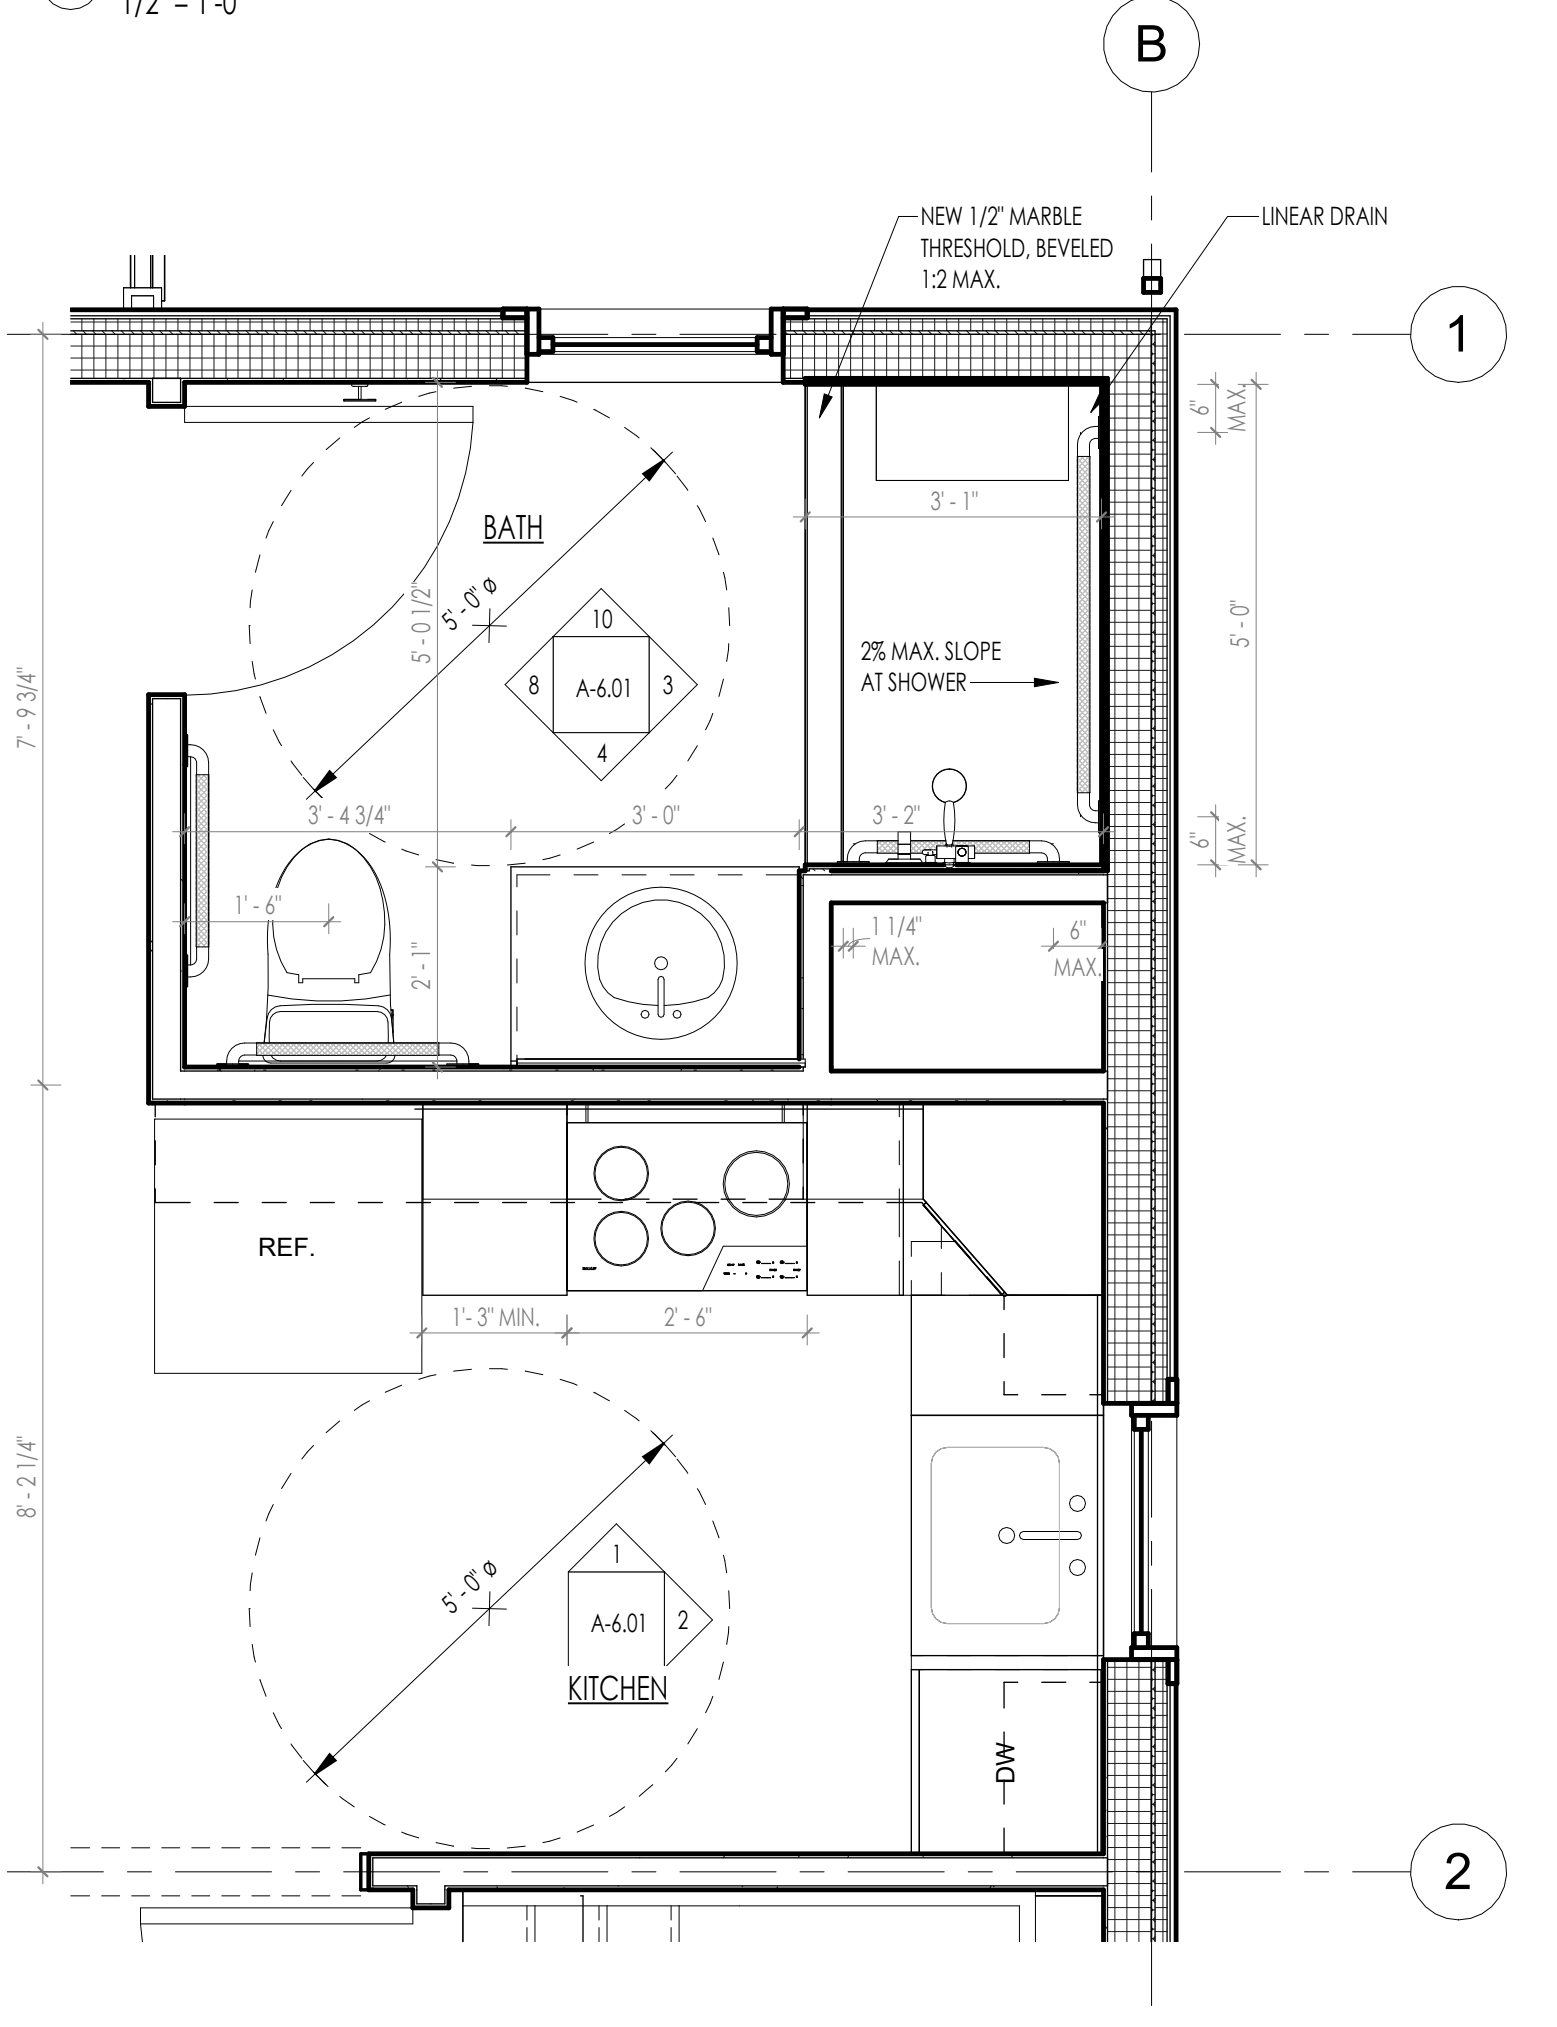 1/2" = 1'-0"
B
NEW 1/2" MARBLE
THRESHOLD, BEVELED
1:2 MAX.
LINEAR DRAIN
1
6"
MAX.
3' - 1"
BATH
5' - 0" ø
5' - 0 1/2"
10
8
A-6.01
3
4
2% MAX. SLOPE
AT SHOWER
5' - 0"
7' - 9 3/4"
3' - 4 3/4"
3' - 0"
3' - 2"
6"
MAX.
1' - 6"
2' - 1"
1 1/4"
MAX.
6"
MAX.
REF.
1'- 3" MIN.
2' - 6"
8' - 2 1/4"
5' - 0" ø
1
A-6.01
2
KITCHEN
DW
2